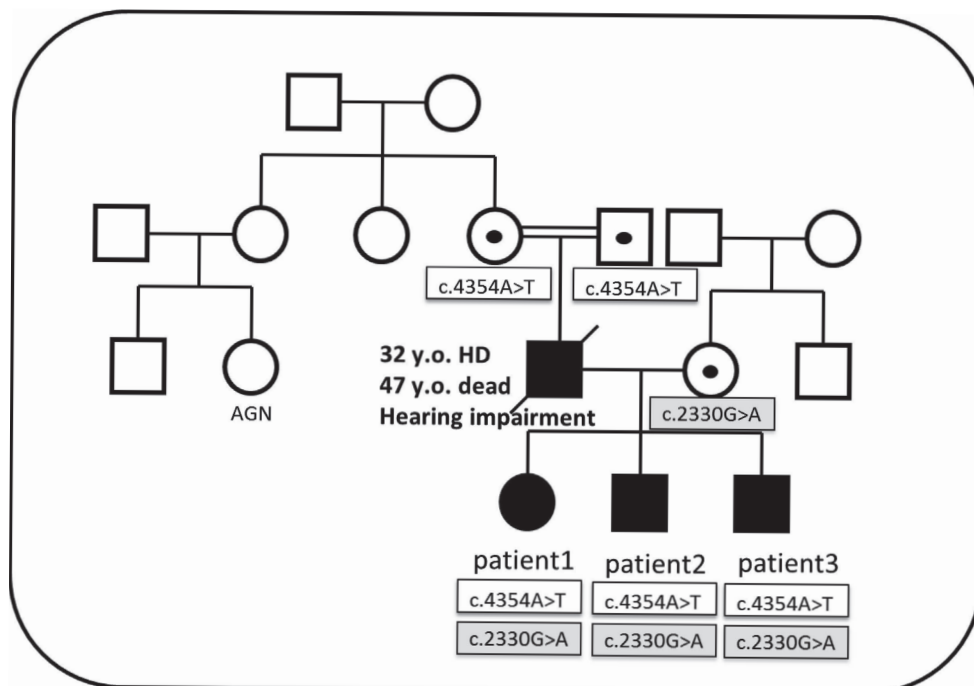 c.4354A>T
c.4354A>T
32 y.o. HD
47 y.o. dead
Hearing impairment
AGN
c.2330G>A
patient1
patient2
patient3
c.4354A>T
c.4354A>T
c.4354A>T
c.2330G>A
c.2330G>A
c.2330G>A